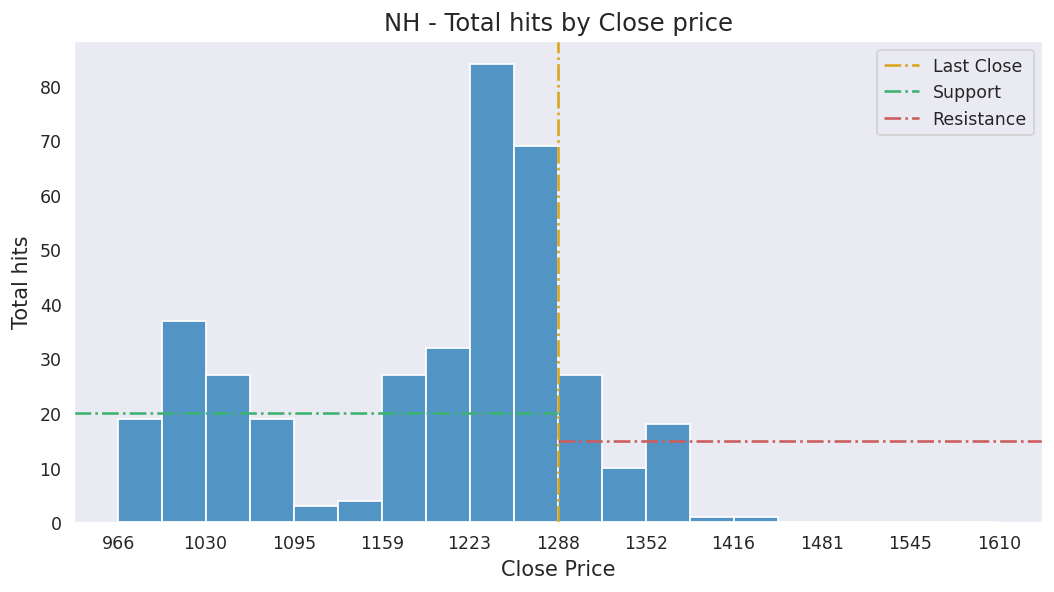 NH - Total hits by Close price
Last Close
Support
Resistance
Total hits
80
70
60
50
40
30
20
10
0
966 1030 1095 1159 1223 1288 1352 1416 1481 1545 1610
Close Price